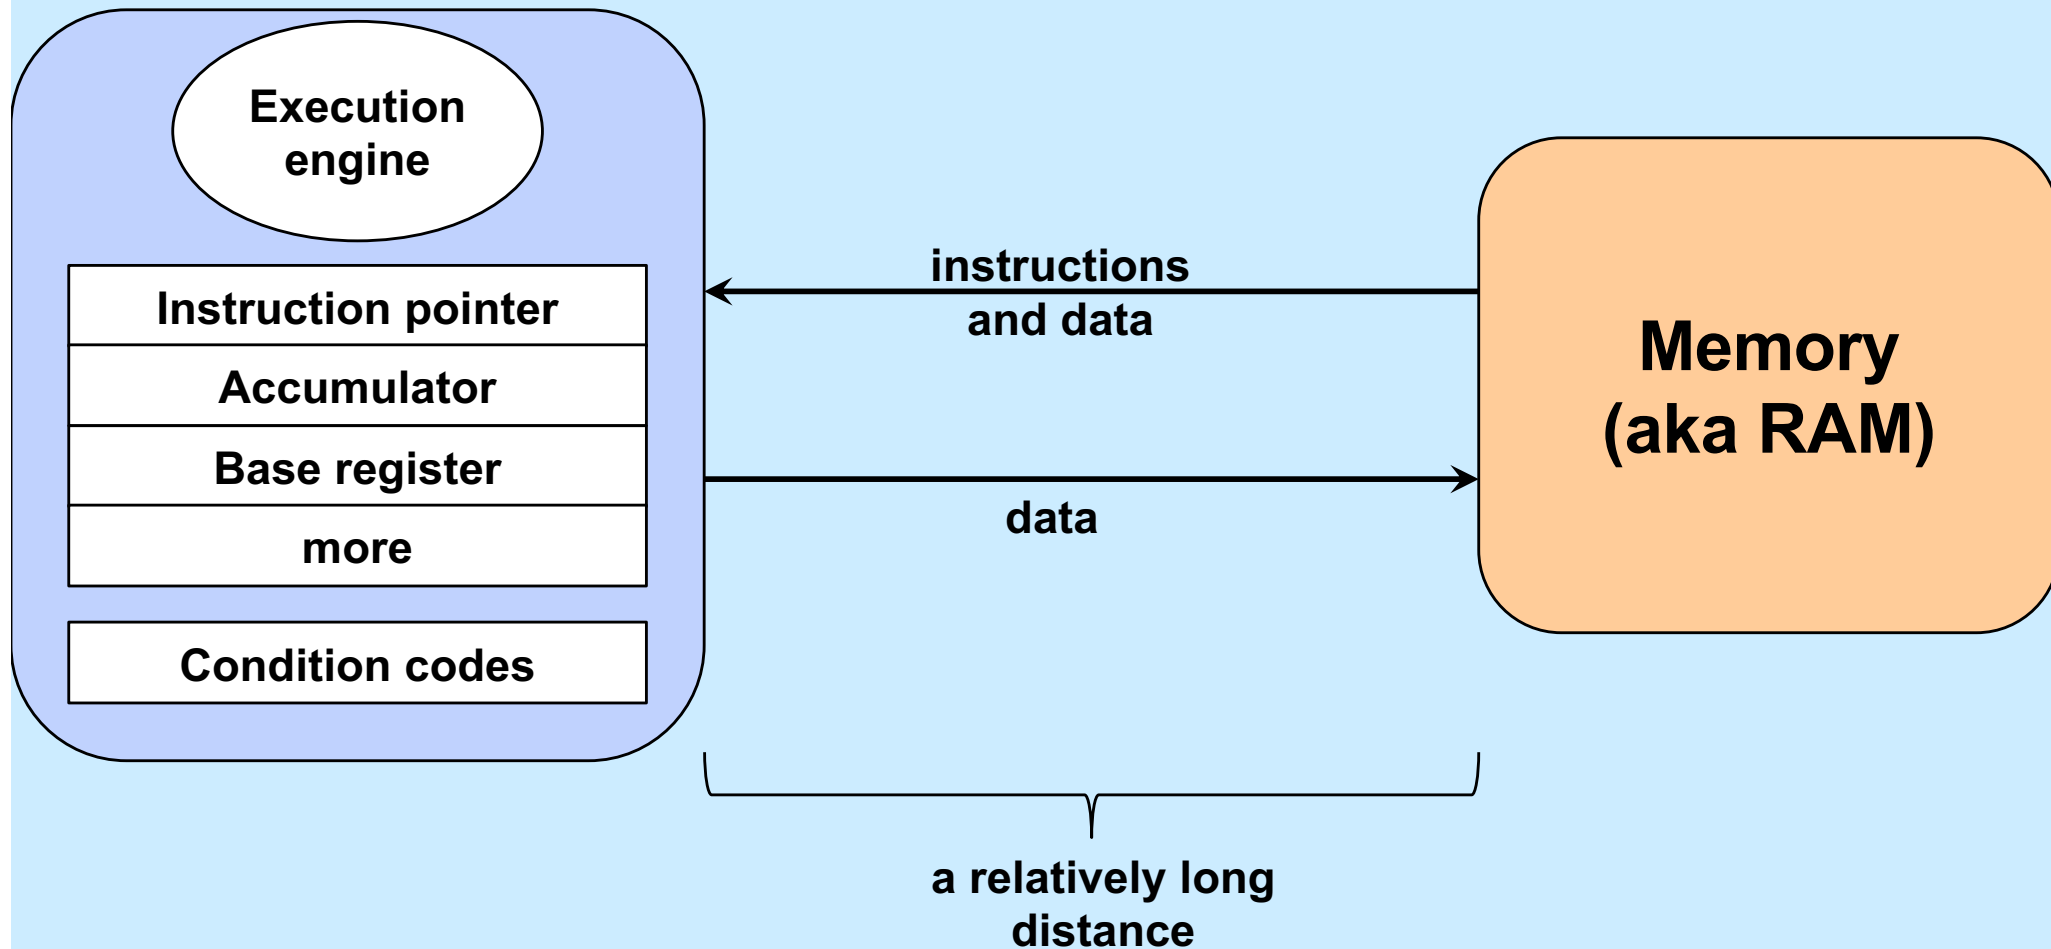 Execution
engine
Instruction pointer
Accumulator
Base register
more
Condition codes
instructions
and data
data
Memory
(aka RAM)
a relatively long
distance